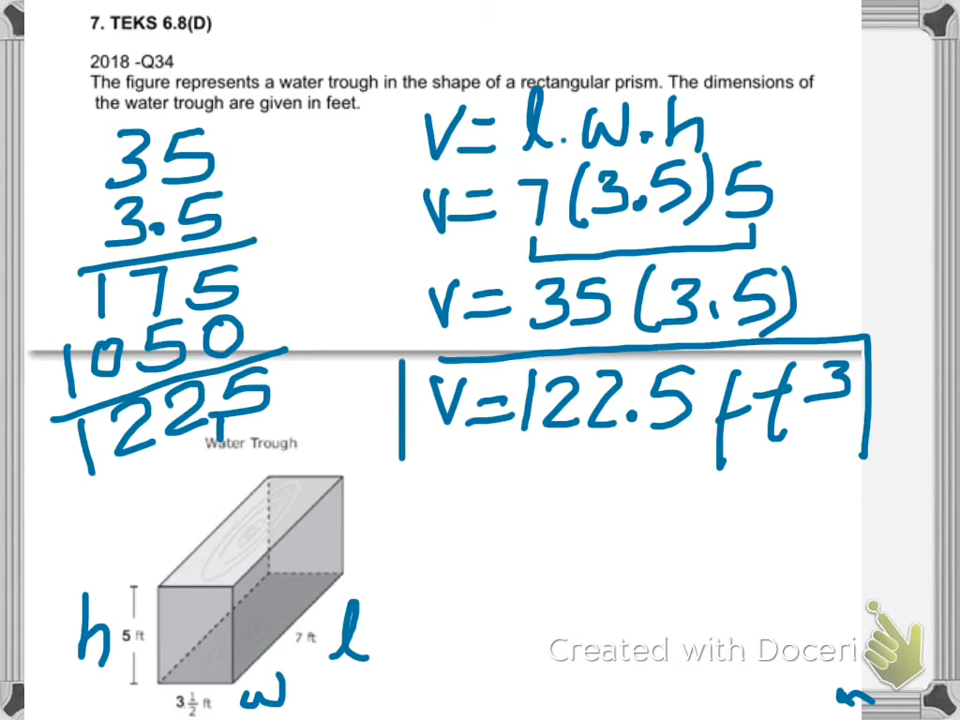 7. TEKS 6.8(D)
2018 -Q34
The figure represents a water trough in the shape of a rectangular prism. The dimensions of
the water trough are given in feet.
35
3.5
175
1050
1225
V= l.w.h
V= 7(3.5)5
V= 35(3.5)
V=122.5 ft³
Water Trough
h
5 ft
7 ft
l
3 1/2 ft
w
Created with Doceri